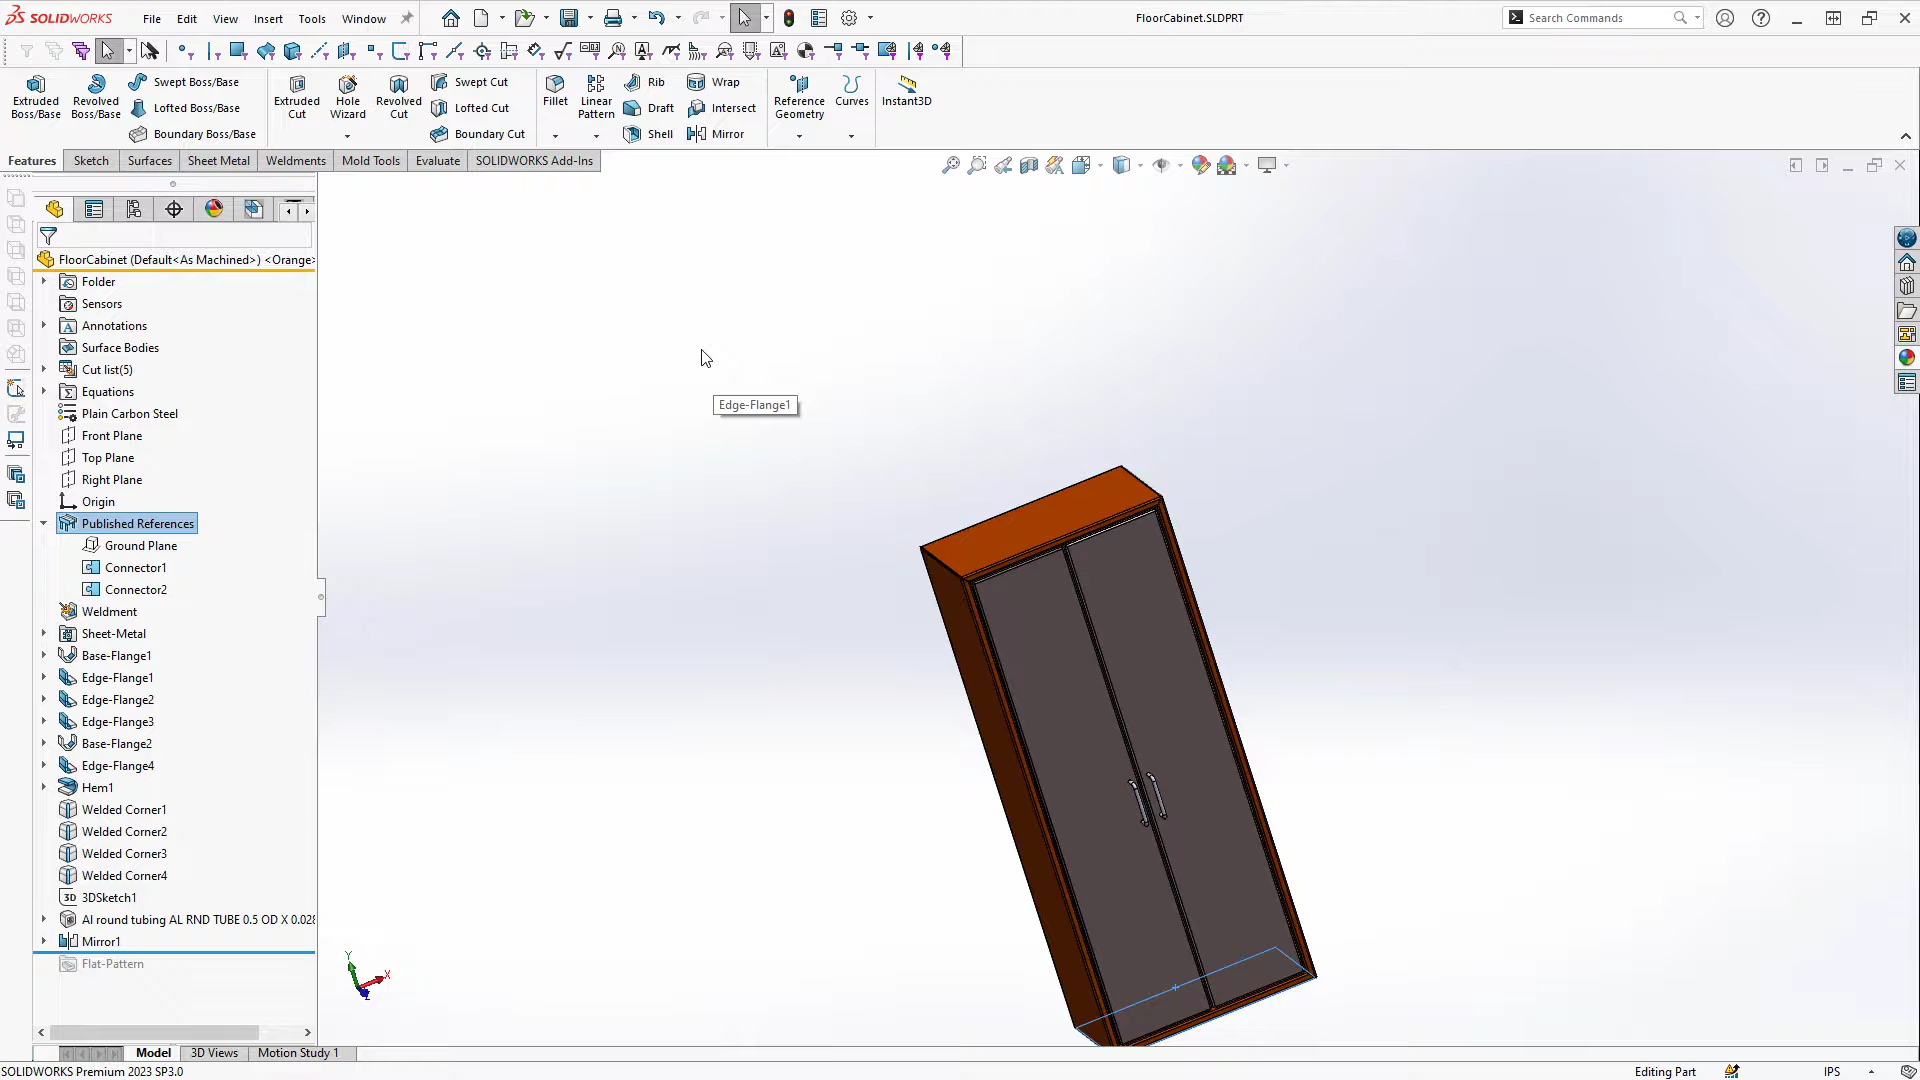 SOLIDWORKS
File
Edit
View
Insert
Tools
Window
FloorCabinet.SLDPRT
Search Commands
Extruded Boss/Base
Revolved Boss/Base
Swept Boss/Base
Lofted Boss/Base
Boundary Boss/Base
Extruded Cut
Hole Wizard
Revolved Cut
Swept Cut
Lofted Cut
Boundary Cut
Fillet
Linear Pattern
Rib
Draft
Shell
Wrap
Intersect
Mirror
Reference Geometry
Curves
Instant3D
Features
Sketch
Surfaces
Sheet Metal
Weldments
Mold Tools
Evaluate
SOLIDWORKS Add-Ins
FloorCabinet (Default<As Machined>) <Orange>
Folder
Sensors
Annotations
Surface Bodies
Cut list(5)
Equations
Plain Carbon Steel
Front Plane
Top Plane
Right Plane
Origin
Published References
Ground Plane
Connector1
Connector2
Weldment
Sheet-Metal
Base-Flange1
Edge-Flange1
Edge-Flange2
Edge-Flange3
Base-Flange2
Edge-Flange4
Hem1
Welded Corner1
Welded Corner2
Welded Corner3
Welded Corner4
3D 3DSketch1
Al round tubing AL RND TUBE 0.5 OD X 0.028
Mirror1
Flat-Pattern
Edge-Flange1
Y
X
Z
Model
3D Views
Motion Study 1
SOLIDWORKS Premium 2023 SP3.0
Editing Part
IPS